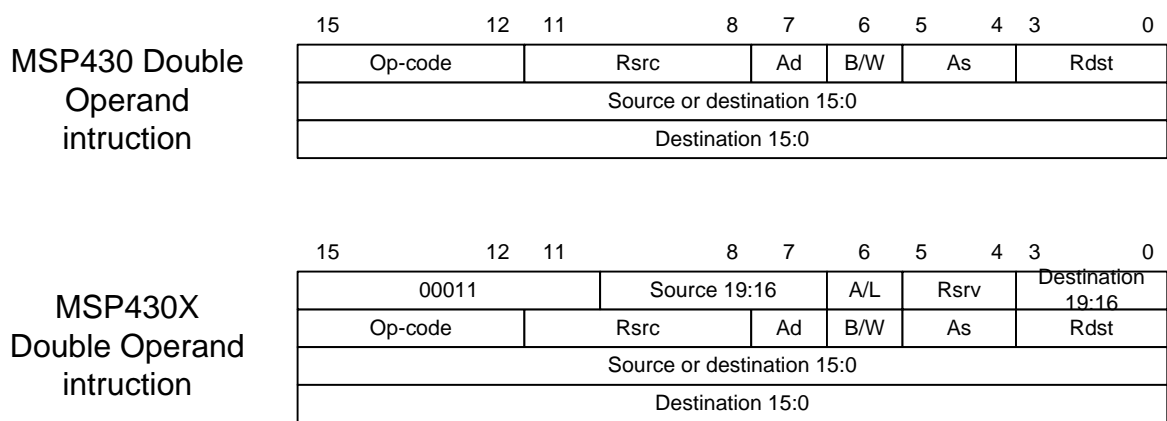 15 12 11 8 7 6 5 4 3 0
MSP430 Double
Operand
intruction
Op-code Rsrc Ad B/W As Rdst
Source or destination 15:0
Destination 15:0
15 12 11 8 7 6 5 4 3 0
MSP430X
Double Operand
intruction
00011 Source 19:16 A/L Rsrv Destination
19:16
Op-code Rsrc Ad B/W As Rdst
Source or destination 15:0
Destination 15:0